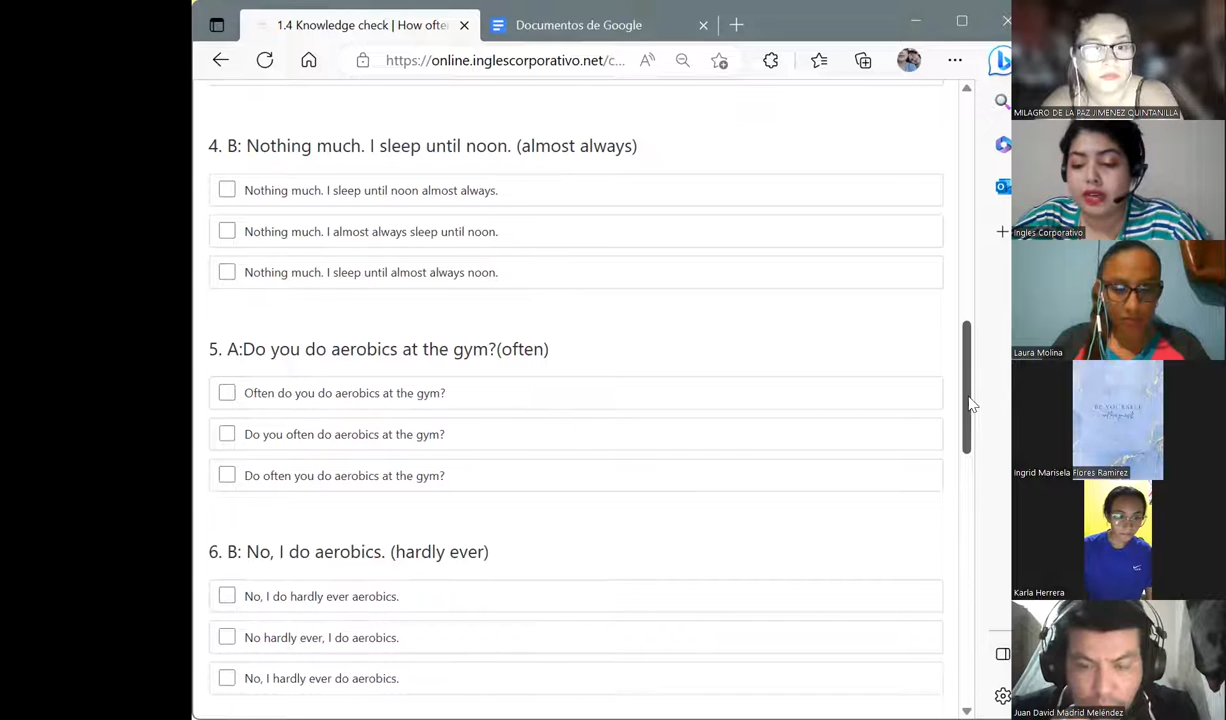 1.4 Knowledge check | How ofte
Documentos de Google
https://online.inglescorporativo.net/c...
4. B: Nothing much. I sleep until noon. (almost always)
Nothing much. I sleep until noon almost always.
Nothing much. I almost always sleep until noon.
Nothing much. I sleep until almost always noon.
5. A:Do you do aerobics at the gym?(often)
Often do you do aerobics at the gym?
Do you often do aerobics at the gym?
Do often you do aerobics at the gym?
6. B: No, I do aerobics. (hardly ever)
No, I do hardly ever aerobics.
No hardly ever, I do aerobics.
No, I hardly ever do aerobics.
MILAGRO DE LA PAZ JIMENEZ QUINTANILLA
Ingles Corporativo
Laura Molina
BE YOURSELF
Ingrid Marisela Flores Ramirez
Karla Herrera
Juan David Madrid Meléndez